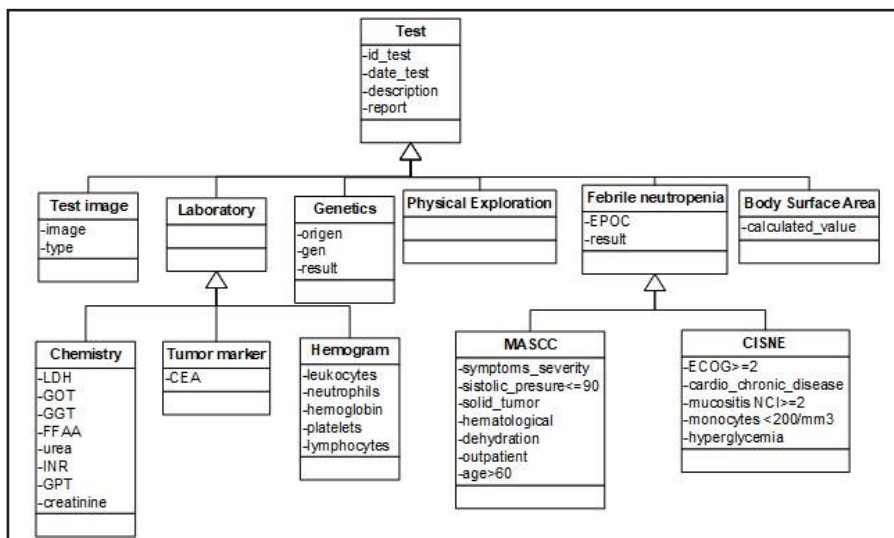 Test
-id_test
-date_test
-description
-report
Test image
-image
-type
Laboratory
Genetics
-origen
-gen
-result
Physical Exploration
Febrile neutropenia
-EPOC
-result
Body Surface Area
-calculated_value
Chemistry
-LDH
-GOT
-GGT
-FFAA
-urea
-INR
-GPT
-creatinine
Tumor marker
-CEA
Hemogram
-leukocytes
-neutrophils
-hemoglobin
-platelets
-lymphocytes
MASCC
-symptoms_severity
-sistolic_presure<=90
-solid_tumor
-hematological
-dehydration
-outpatient
-age>60
CISNE
-ECOG>=2
-cardio_chronic_disease
-mucositis NCI>=2
-monocytes <200/mm3
-hyperglycemia